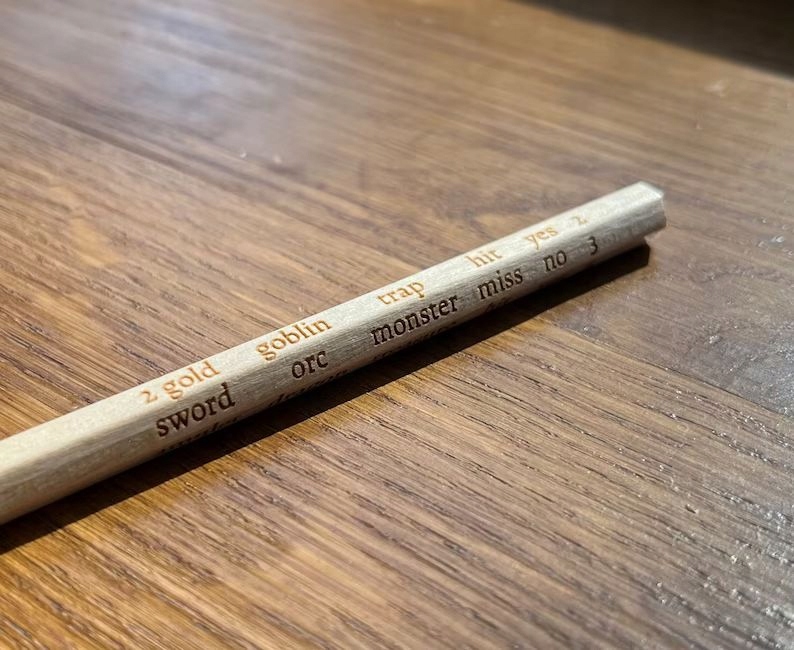 2 gold goblin trap hit yes 2
sword orc monster miss no 3